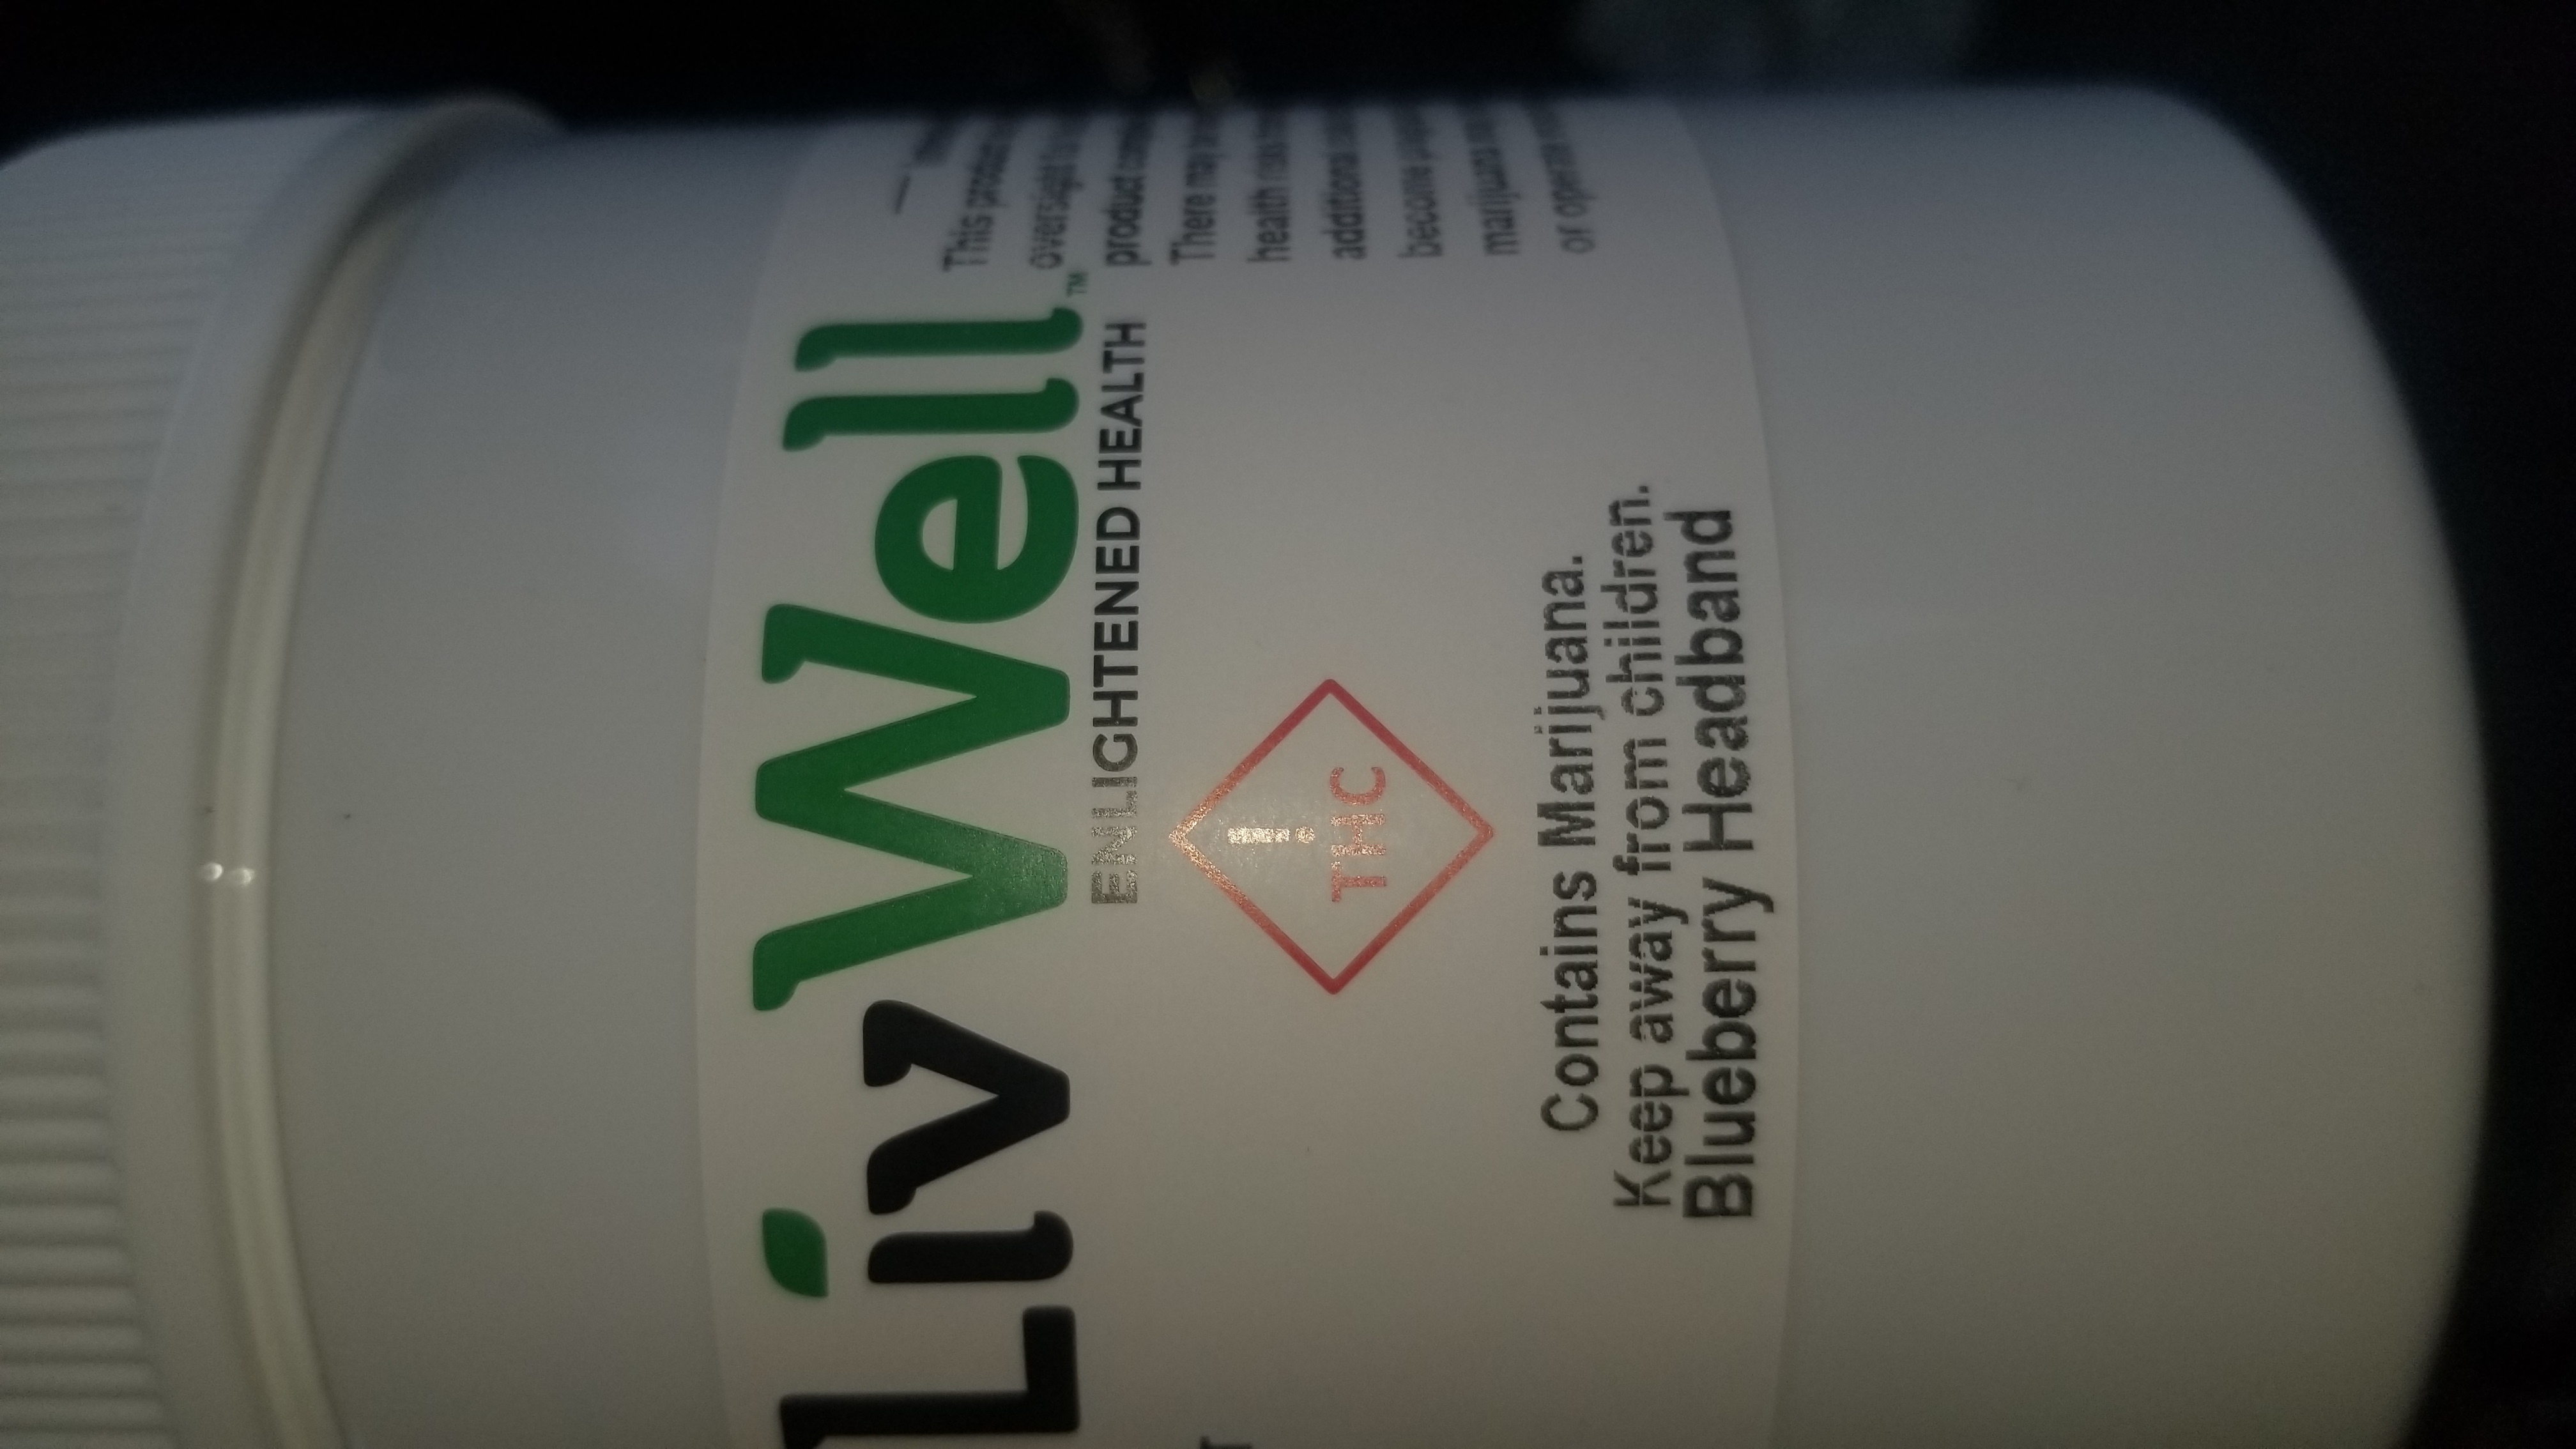 LivWell™
ENLIGHTENED HEALTH
!
THC
Contains Marijuana.
Keep away from children.
Blueberry Headband
This product
oversight
product
There may
health risks
additional
become
marijuana
or operate